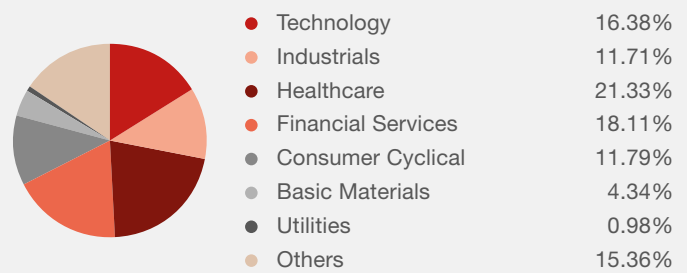 Technology 16.38%
Industrials 11.71%
Healthcare 21.33%
Financial Services 18.11%
Consumer Cyclical 11.79%
Basic Materials 4.34%
Utilities 0.98%
Others 15.36%